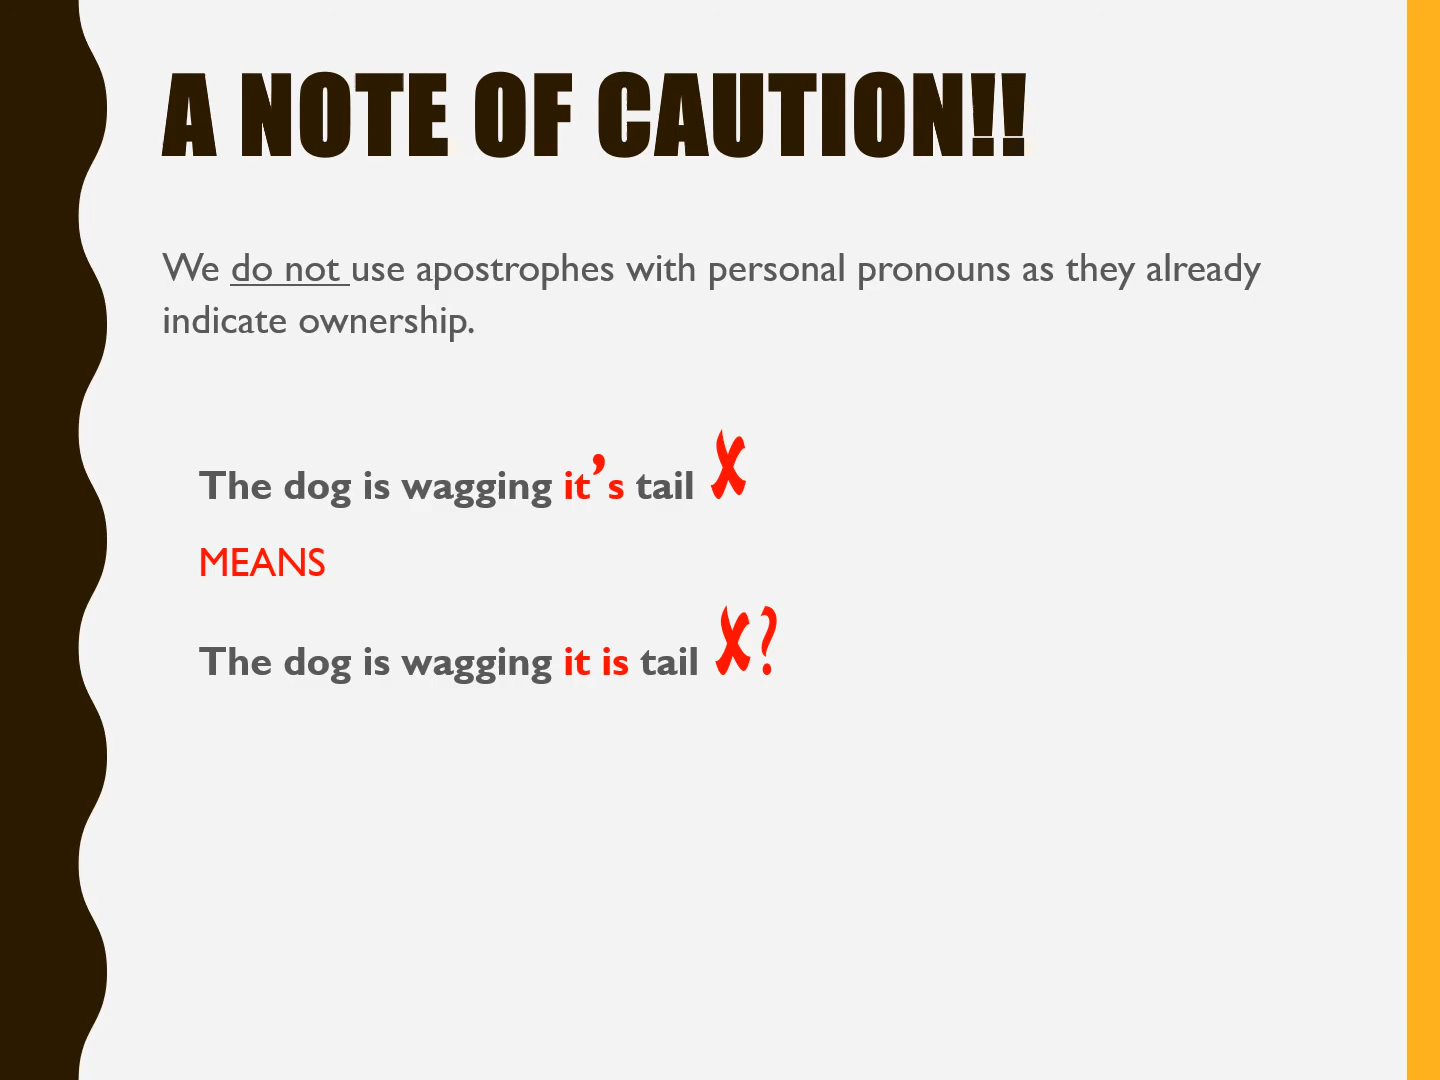 A NOTE OF CAUTION!!
We do not use apostrophes with personal pronouns as they already
indicate ownership.
The dog is wagging it’s tail ✘
MEANS
The dog is wagging it is tail ✘?